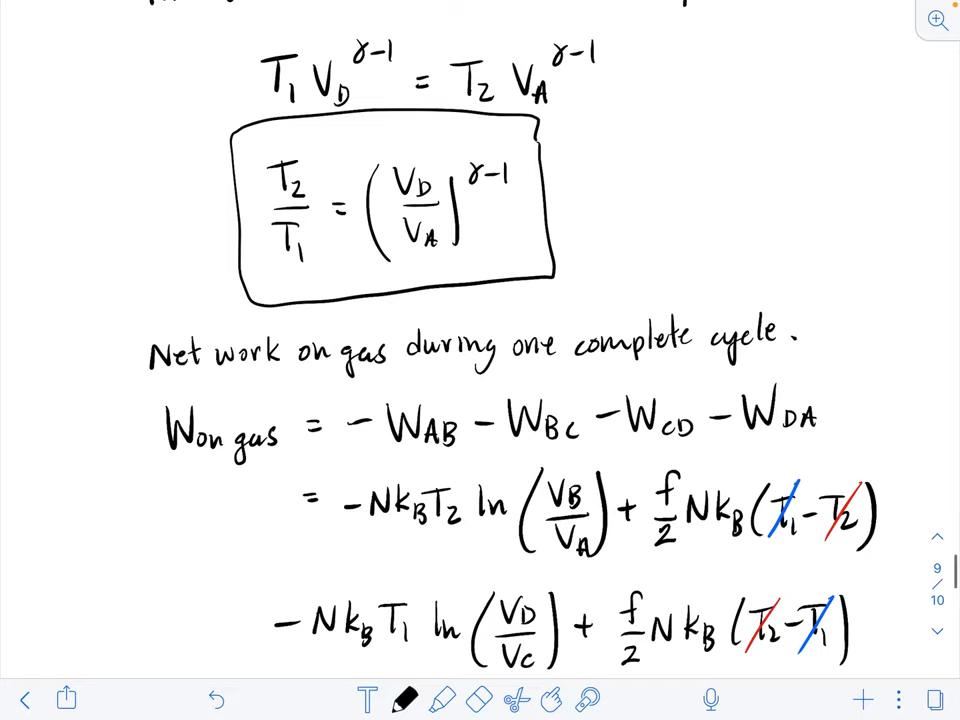 T₁ V_D^(γ-1) = T₂ V_A^(γ-1)
T₂/T₁ = (V_D/V_A)^(γ-1)
Net work on gas during one complete cycle.
W_on gas = - W_AB - W_BC - W_CD - W_DA
= - Nk_BT₂ ln (V_B/V_A) + f/2 Nk_B (T₁ - T₂)
- Nk_B T₁ ln (V_D/V_C) + f/2 N k_B (T₂ - T₁)
9
/
10
T